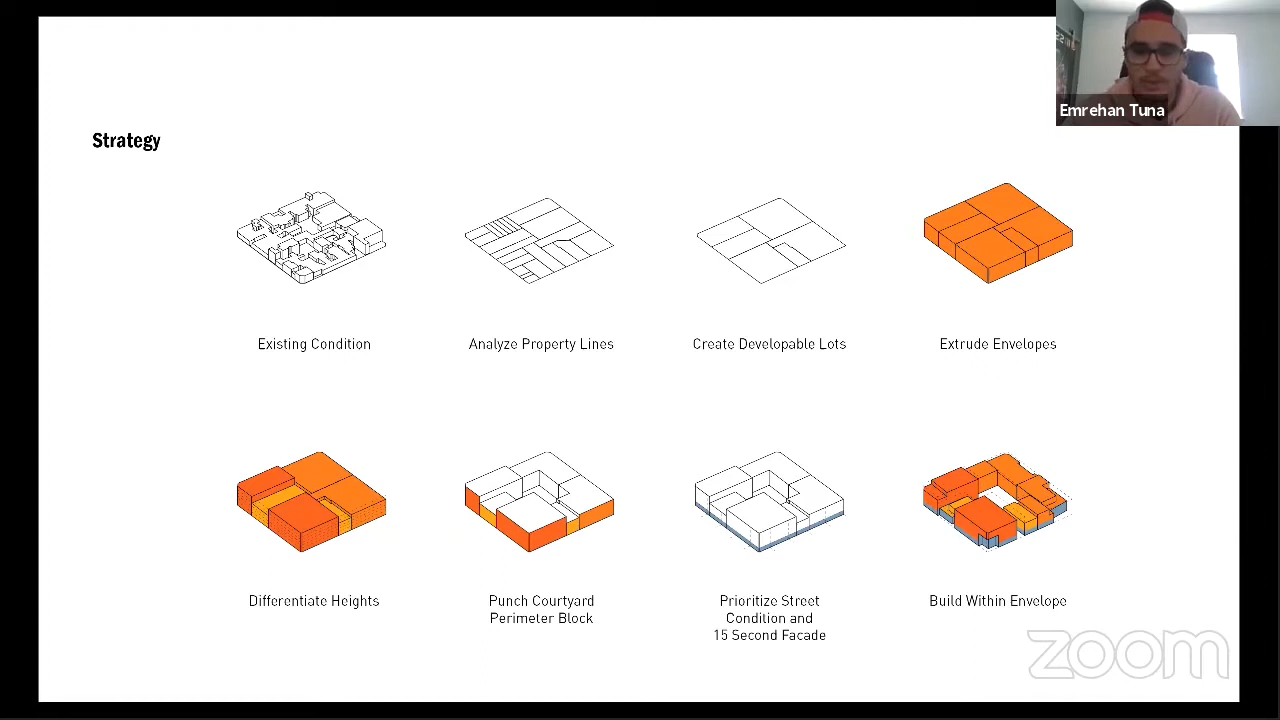 Emrehan Tuna
Strategy
Existing Condition
Analyze Property Lines
Create Developable Lots
Extrude Envelopes
Differentiate Heights
Punch Courtyard
Perimeter Block
Prioritize Street
Condition and
15 Second Facade
Build Within Envelope
zoom